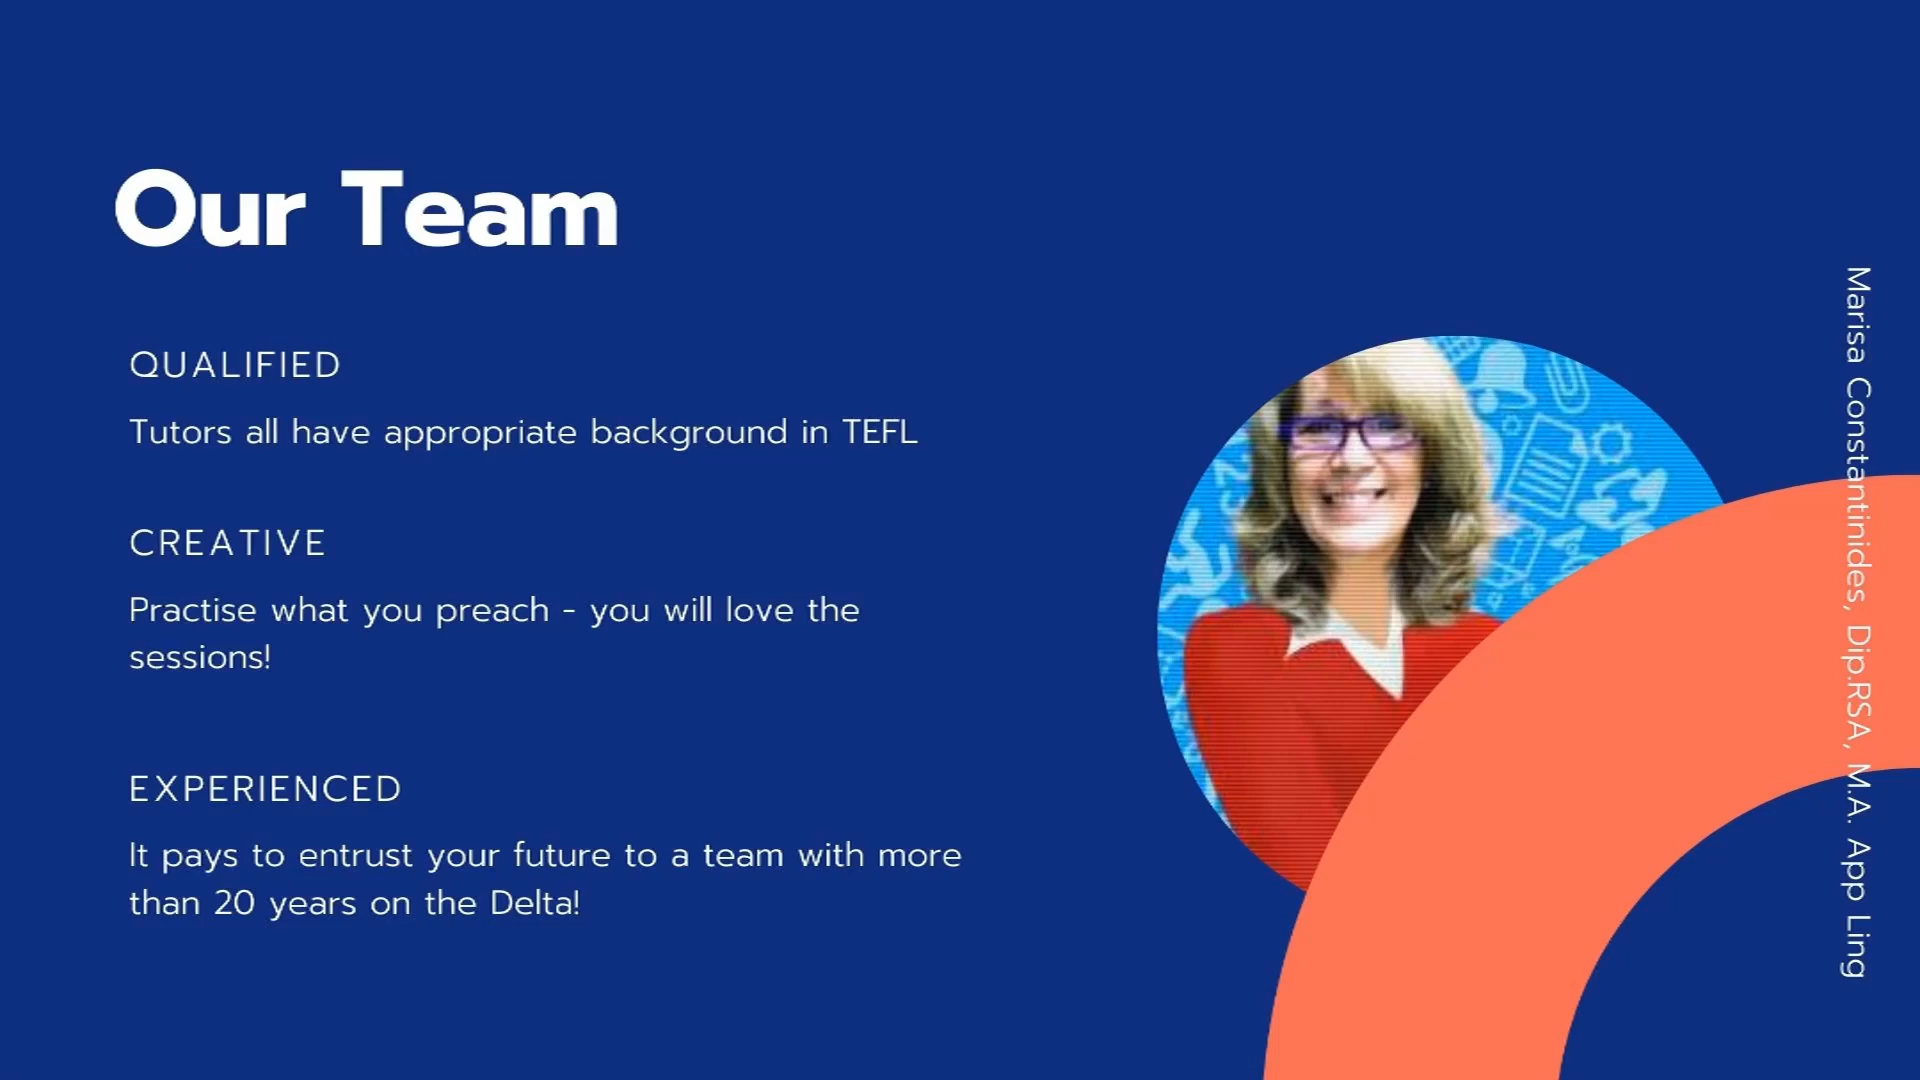 Our Team
QUALIFIED
Tutors all have appropriate background in TEFL
CREATIVE
Practise what you preach - you will love the
sessions!
EXPERIENCED
It pays to entrust your future to a team with more
than 20 years on the Delta!
Marisa Constantinides, Dip.RSA, M.A. App Ling